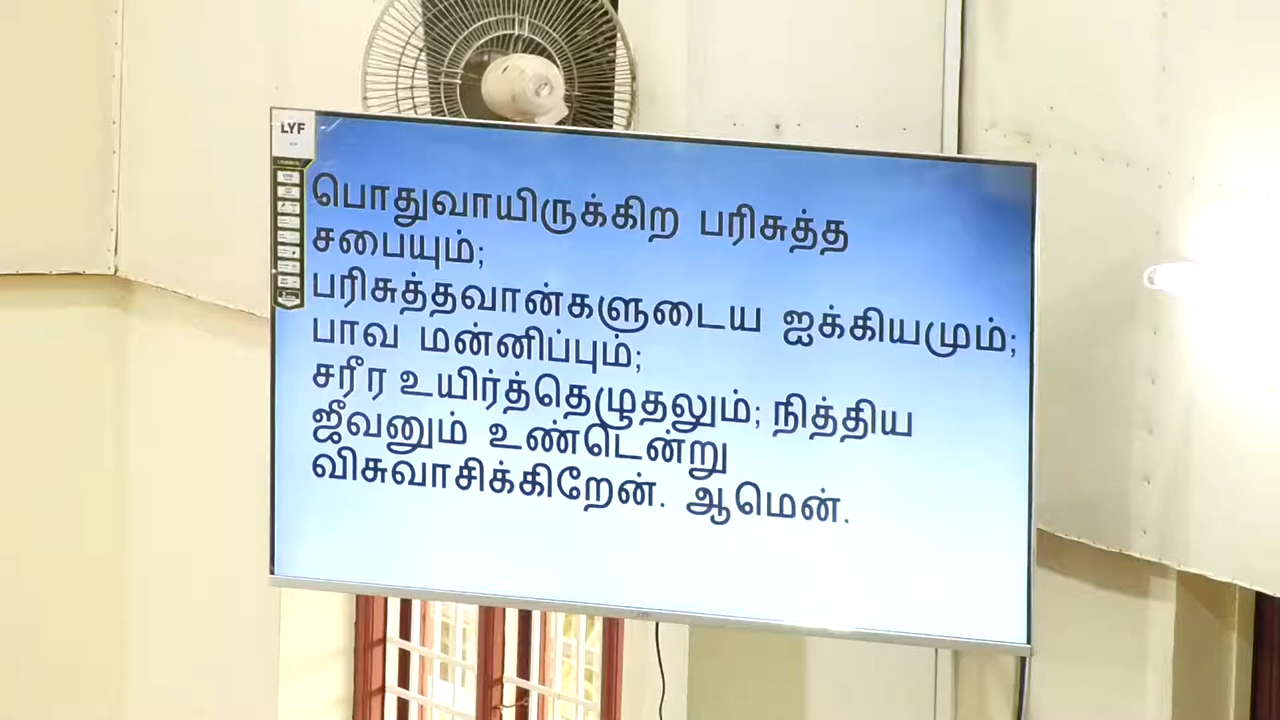 LYF
பொதுவாயிருக்கிற பரிசுத்த
சபையும்;
பரிசுத்தவான்களுடைய ஐக்கியமும்;
பாவ மன்னிப்பும்;
சரீர உயிர்த்தெழுதலும்; நித்திய
ஜீவனும் உண்டென்று
விசுவாசிக்கிறேன். ஆமென்.